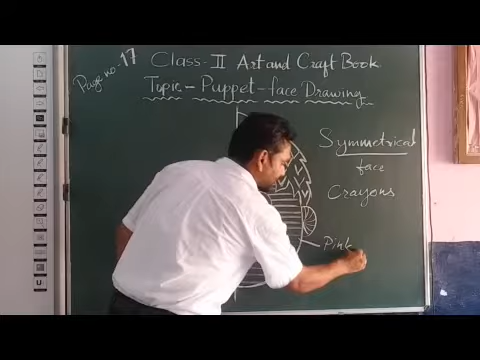 Page no. 17
Class-II Art and Craft Book
Topic - Puppet-face Drawing
Symmetrical
face
Crayons
Pink